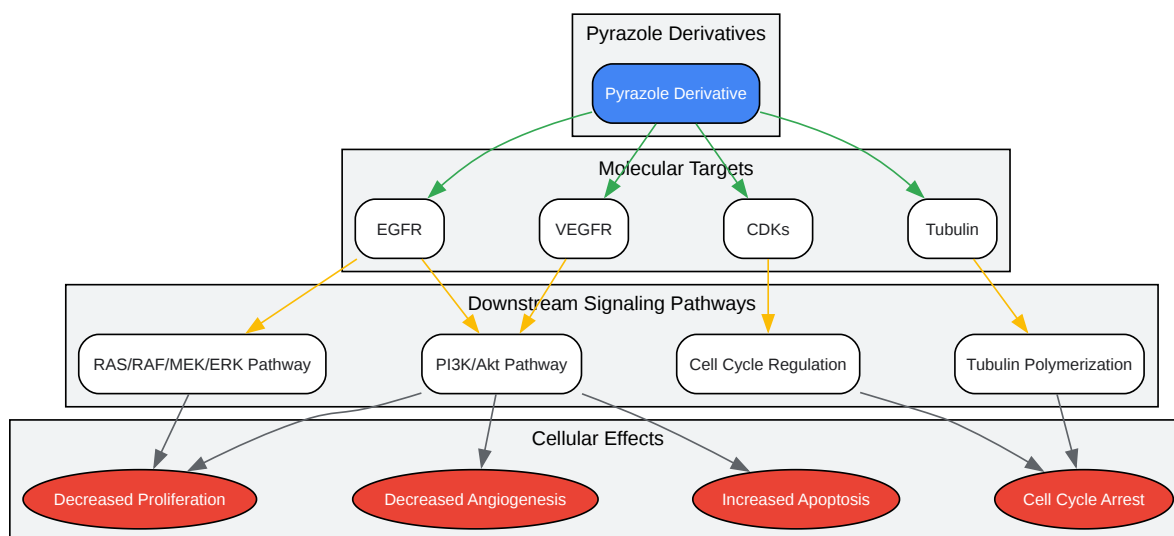 Pyrazole Derivatives
Pyrazole Derivative
Molecular Targets
EGFR
VEGFR
CDKs
Tubulin
Downstream Signaling Pathways
RAS/RAF/MEK/ERK Pathway
PI3K/Akt Pathway
Cell Cycle Regulation
Tubulin Polymerization
Cellular Effects
Decreased Proliferation
Decreased Angiogenesis
Increased Apoptosis
Cell Cycle Arrest